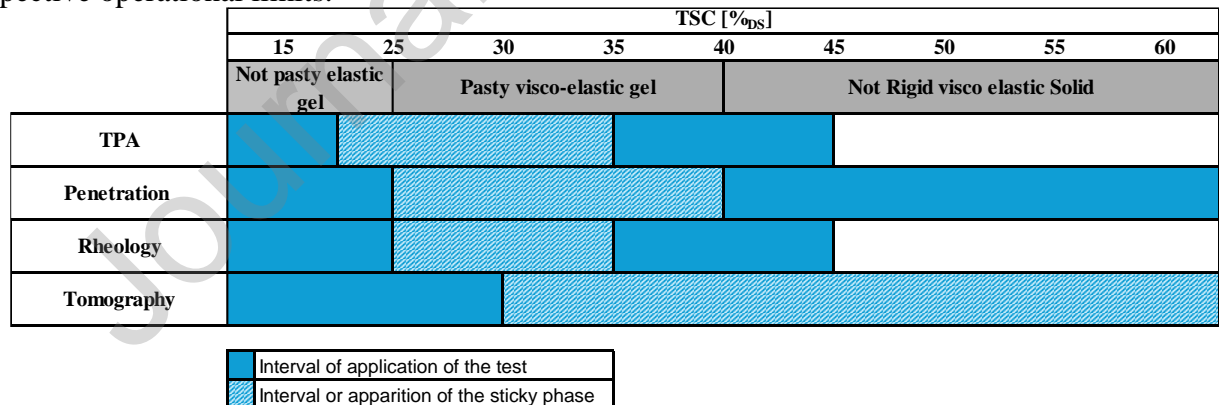 pective operational limits.
TSC [%DS]
15 25 30 35 40 45 50 55 60
Not pasty elastic
gel
Pasty visco-elastic gel
Not Rigid visco elastic Solid
TPA
Penetration
Rheology
Tomography
Interval of application of the test
Interval or apparition of the sticky phase
Journa